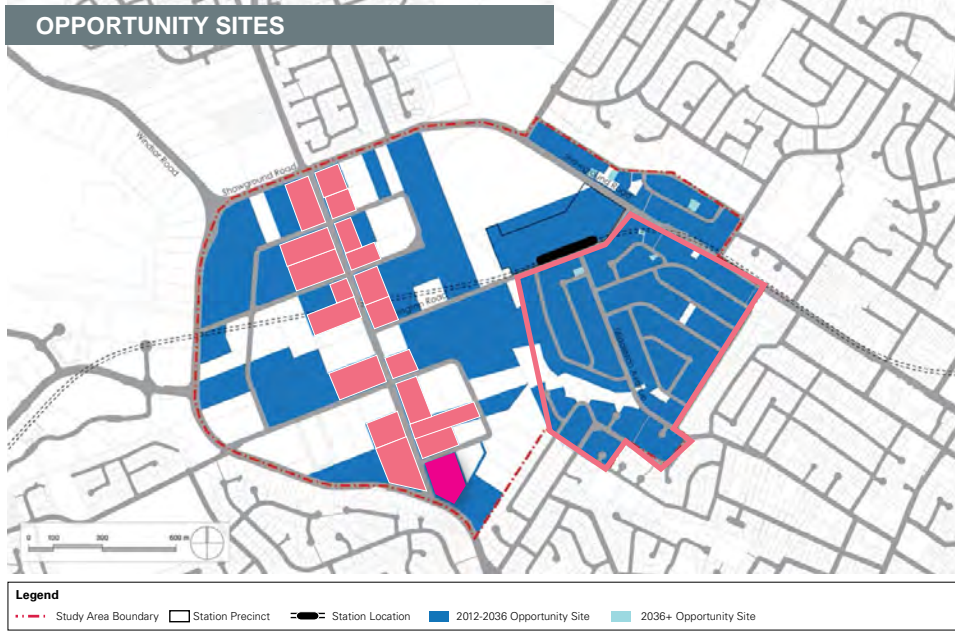 OPPORTUNITY SITES
Windsor Road
Showground Road
Road
0 100 300 600 m
Legend
Study Area Boundary
Station Precinct
Station Location
2012-2036 Opportunity Site
2036+ Opportunity Site